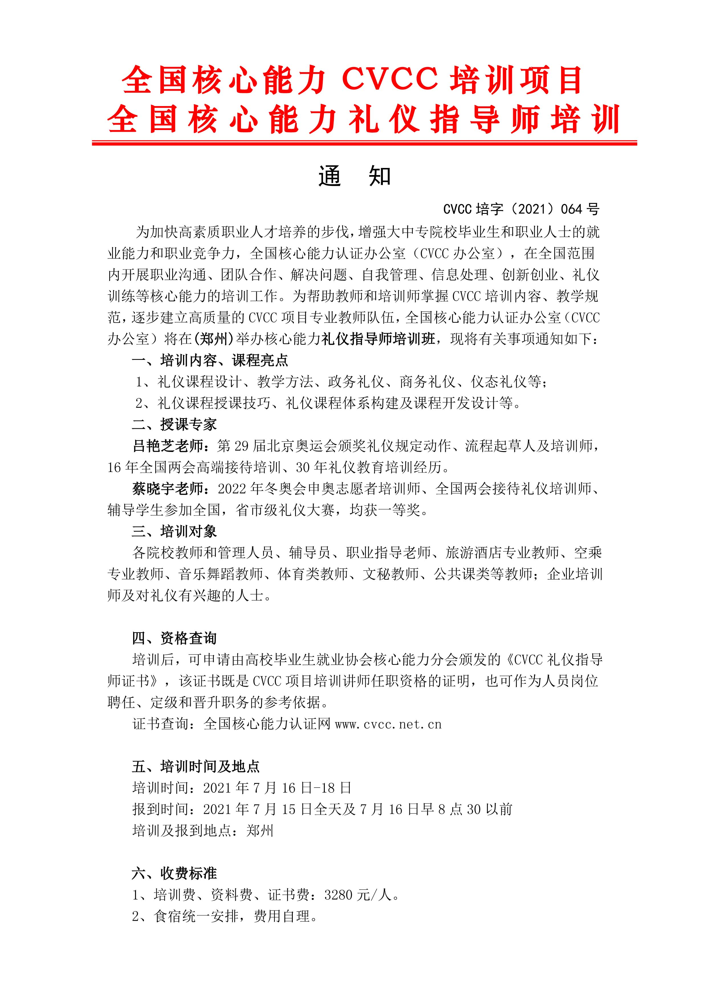 全国核心能力 CVCC 培训项目
全国核心能力礼仪指导师培训
通 知
CVCC 培字（2021）064 号
为加快高素质职业人才培养的步伐，增强大中专院校毕业生和职业人士的就
业能力和职业竞争力，全国核心能力认证办公室（CVCC 办公室），在全国范围
内开展职业沟通、团队合作、解决问题、自我管理、信息处理、创新创业、礼仪
训练等核心能力的培训工作。为帮助教师和培训师掌握 CVCC 培训内容、教学规
范，逐步建立高质量的 CVCC 项目专业教师队伍，全国核心能力认证办公室（CVCC
办公室）将在(郑州)举办核心能力礼仪指导师培训班，现将有关事项通知如下：
一、培训内容、课程亮点
1、礼仪课程设计、教学方法、政务礼仪、商务礼仪、仪态礼仪等；
2、礼仪课程授课技巧、礼仪课程体系构建及课程开发设计等。
二、授课专家
吕艳芝老师：第 29 届北京奥运会颁奖礼仪规定动作、流程起草人及培训师，
16 年全国两会高端接待培训、30 年礼仪教育培训经历。
蔡晓宇老师：2022 年冬奥会申奥志愿者培训师、全国两会接待礼仪培训师、
辅导学生参加全国，省市级礼仪大赛，均获一等奖。
三、培训对象
各院校教师和管理人员、辅导员、职业指导老师、旅游酒店专业教师、空乘
专业教师、音乐舞蹈教师、体育类教师、文秘教师、公共课类等教师；企业培训
师及对礼仪有兴趣的人士。
四、资格查询
培训后，可申请由高校毕业生就业协会核心能力分会颁发的《CVCC 礼仪指导
师证书》，该证书既是 CVCC 项目培训讲师任职资格的证明，也可作为人员岗位
聘任、定级和晋升职务的参考依据。
证书查询：全国核心能力认证网 www.cvcc.net.cn
五、培训时间及地点
培训时间：2021 年 7 月 16 日-18 日
报到时间：2021 年 7 月 15 日全天及 7 月 16 日早 8 点 30 以前
培训及报到地点：郑州
六、收费标准
1、培训费、资料费、证书费：3280 元/人。
2、食宿统一安排，费用自理。